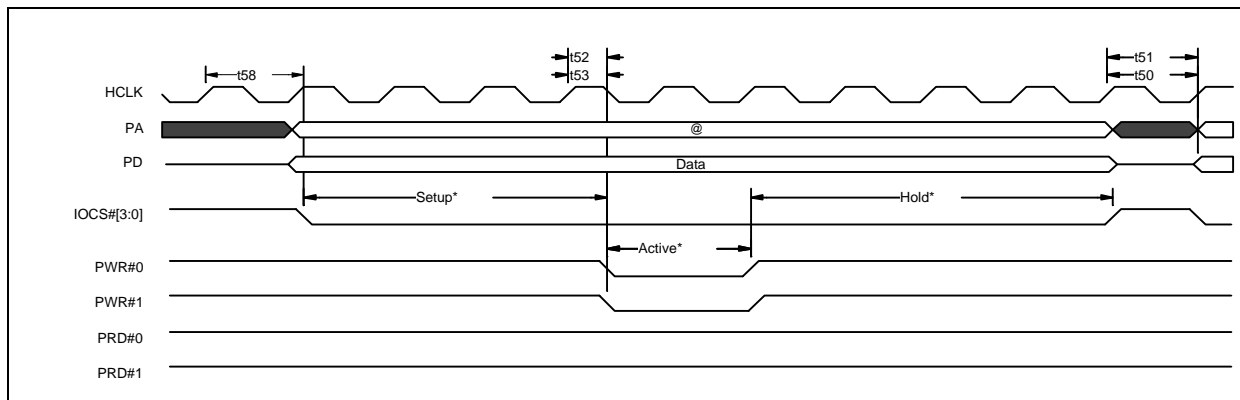 t52
t53
t58
t51
t50
HCLK
PA
@
PD
Data
Setup*
Hold*
IOCS#[3:0]
Active*
PWR#0
PWR#1
PRD#0
PRD#1